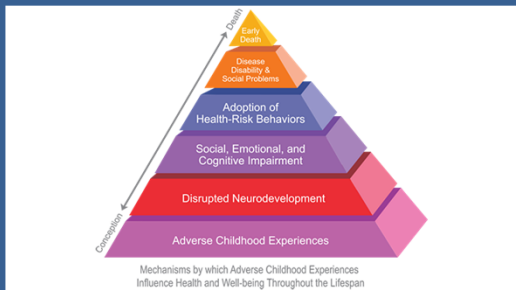 Death
Early
Death
Disease
Disability &
Social Problems
Adoption of
Health-Risk Behaviors
Social, Emotional, and
Cognitive Impairment
Disrupted Neurodevelopment
Adverse Childhood Experiences
Conception
Mechanisms by which Adverse Childhood Experiences
Influence Health and Well-being Throughout the Lifespan